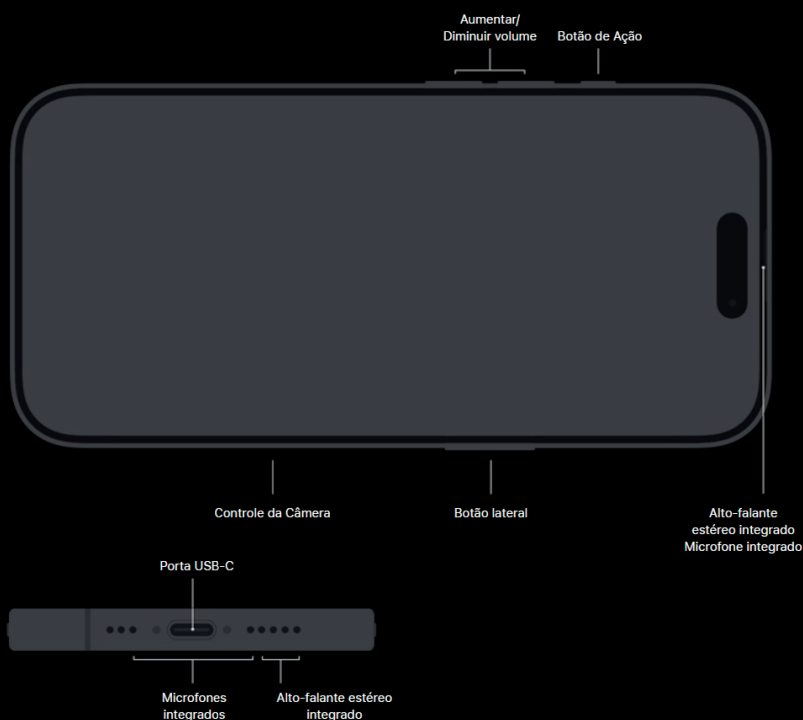 Aumentar/
Diminuir volume
Botão de Ação
Controle da Câmera
Botão lateral
Alto-falante
estéreo integrado
Microfone integrado
Porta USB-C
Microfones
integrados
Alto-falante estéreo
integrado